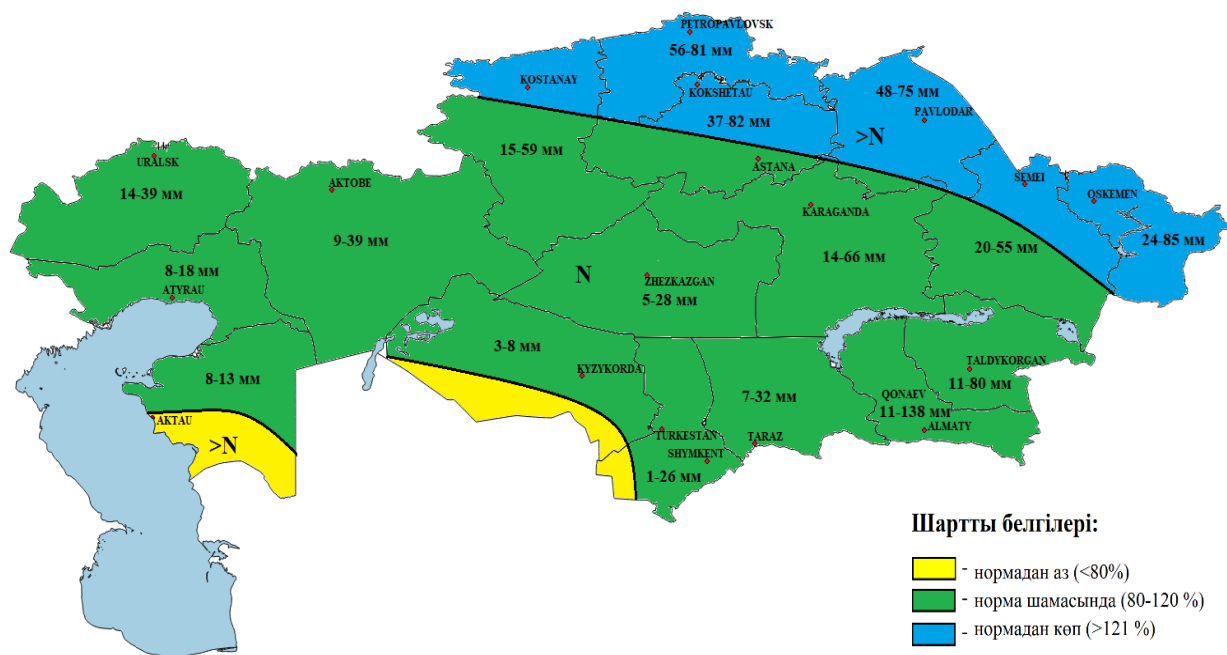 PETROPAVLOVSK
56-81 мм
KOSTANAY
KOKSHETAU
48-75 мм
PAVLODAR
37-82 мм
>N
15-59 мм
ASTANA
URALSK
14-39 мм
AKTOBE
SEMEI
OSKEMEN
KARAGANDA
9-39 мм
20-55 мм
24-85 мм
14-66 мм
8-18 мм
ATYRAU
N
ZHEZKAZGAN
5-28 мм
3-8 мм
KYZYKORDA
8-13 мм
TALDYKORGAN
11-80 мм
7-32 мм
QONAEV
11-138 мм
ALMATY
AKTAU
>N
TURKESTAN
SHYMKENT
TARAZ
1-26 мм
Шартты белгілері:
- нормадан аз (<80%)
- норма шамасында (80-120 %)
- нормадан көп (>121 %)